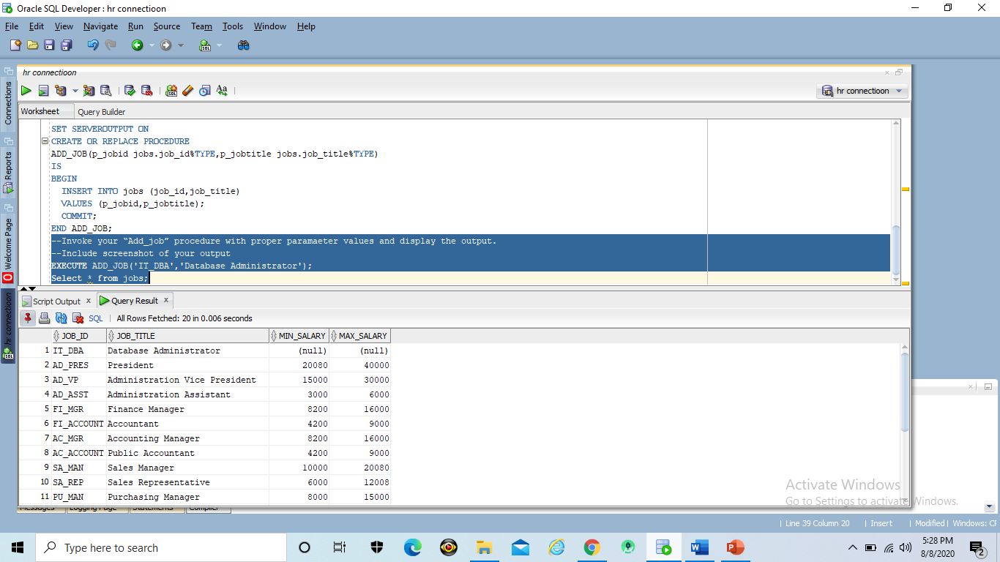 Oracle SQL Developer : hr connectioon
File Edit View Navigate Run Source Team Tools Window Help
hr connectioon
hr connectioon
Worksheet Query Builder
SET SERVEROUTPUT ON
CREATE OR REPLACE PROCEDURE
ADD_JOB(p_jobid jobs.job_id%TYPE,p_jobtitle jobs.job_title%TYPE)
IS
BEGIN
INSERT INTO jobs (job_id,job_title)
VALUES (p_jobid,p_jobtitle);
COMMIT;
END ADD_JOB;
--Invoke your “Add_job” procedure with proper paramaeter values and display the output.
--Include screenshot of your output
EXECUTE ADD_JOB('IT_DBA','Database Administrator');
Select * from jobs;
Connections
Reports
Welcome Page
hr connectioon
Script Output x Query Result x
SQL | All Rows Fetched: 20 in 0.006 seconds
JOB_ID JOB_TITLE MIN_SALARY MAX_SALARY
1 IT_DBA Database Administrator (null) (null)
2 AD_PRES President 20080 40000
3 AD_VP Administration Vice President 15000 30000
4 AD_ASST Administration Assistant 3000 6000
5 FI_MGR Finance Manager 8200 16000
6 FI_ACCOUNT Accountant 4200 9000
7 AC_MGR Accounting Manager 8200 16000
8 AC_ACCOUNT Public Accountant 4200 9000
9 SA_MAN Sales Manager 10000 20080
10 SA_REP Sales Representative 6000 12008
11 PU_MAN Purchasing Manager 8000 15000
Activate Windows
Go to Settings to activate Windows.
Messages Logging Page Statements Compiler
| Line 39 Column 20 | Insert | Modified | Windows: CF
Type here to search
5:28 PM
8/8/2020
2